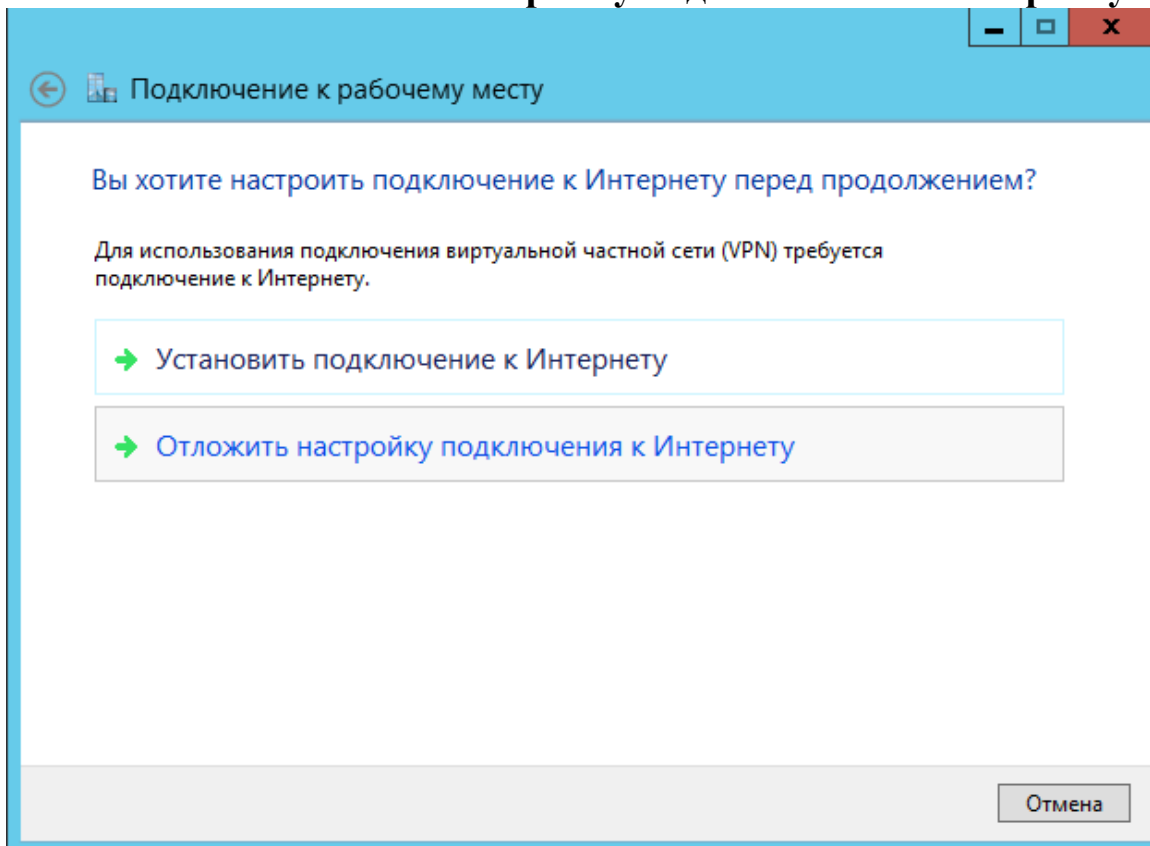 Подключение к рабочему месту
Вы хотите настроить подключение к Интернету перед продолжением?
Для использования подключения виртуальной частной сети (VPN) требуется
подключение к Интернету.
Установить подключение к Интернету
Отложить настройку подключения к Интернету
Отмена